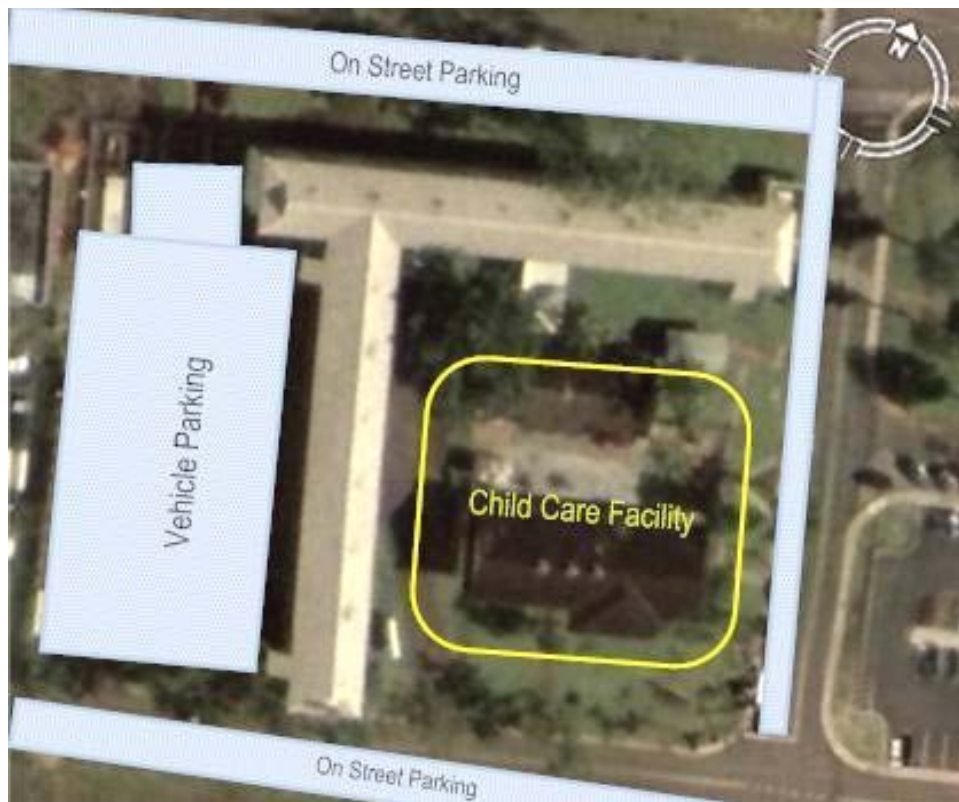 On Street Parking
N
Vehicle Parking
Child Care Facility
On Street Parking